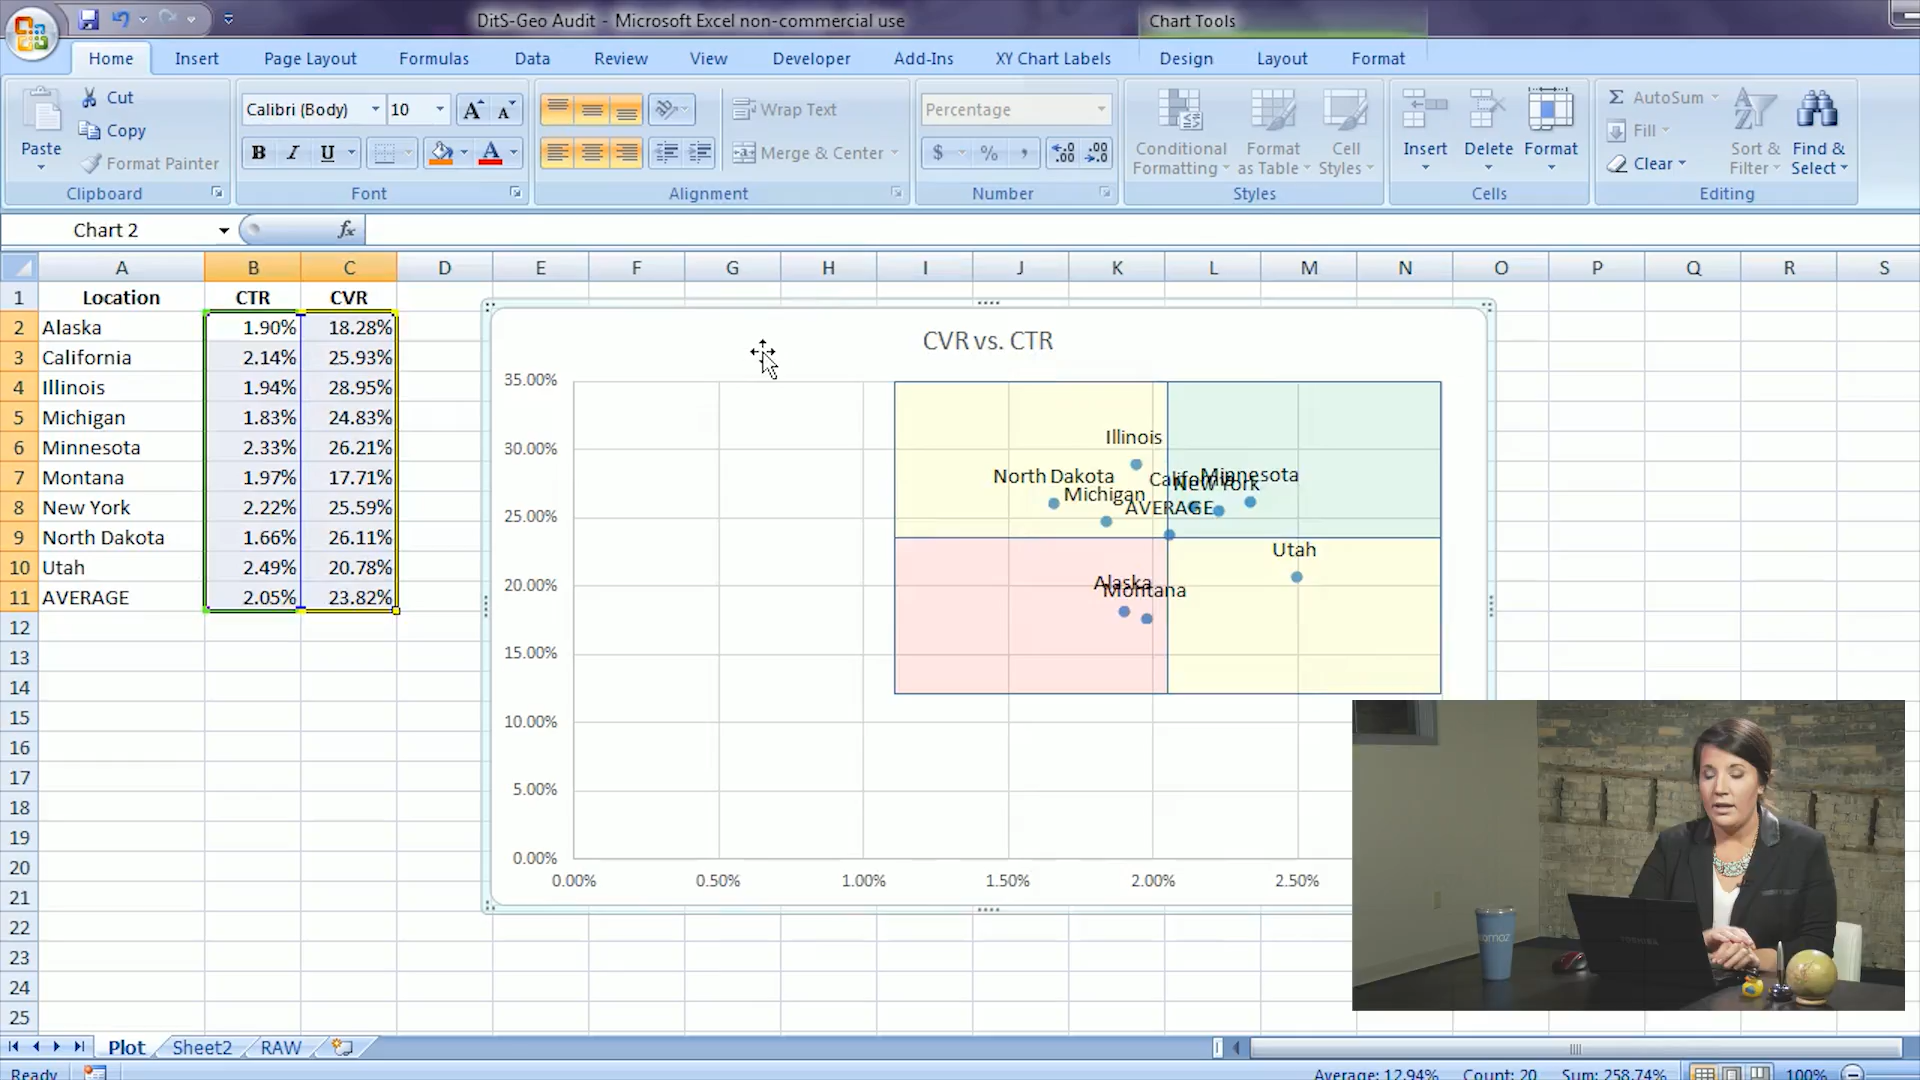 DitS-Geo Audit - Microsoft Excel non-commercial use
Chart Tools
Home Insert Page Layout Formulas Data Review View Developer Add-Ins XY Chart Labels Design Layout Format
Cut
Copy
Format Painter
Paste
Clipboard
Calibri (Body) 10
B I U
Font
Wrap Text
Merge & Center
Alignment
Percentage
$ % ,
Number
Conditional Formatting
Format as Table
Cell Styles
Styles
Insert Delete Format
Cells
AutoSum
Fill
Clear
Sort & Filter
Find & Select
Editing
Chart 2 fx
A B C D E F G H I J K L M N O P Q R S
1 Location CTR CVR
2 Alaska 1.90% 18.28%
3 California 2.14% 25.93%
4 Illinois 1.94% 28.95%
5 Michigan 1.83% 24.83%
6 Minnesota 2.33% 26.21%
7 Montana 1.97% 17.71%
8 New York 2.22% 25.59%
9 North Dakota 1.66% 26.11%
10 Utah 2.49% 20.78%
11 AVERAGE 2.05% 23.82%
12
13
14
15
16
17
18
19
20
21
22
23
24
25
CVR vs. CTR
35.00%
30.00%
25.00%
20.00%
15.00%
10.00%
5.00%
0.00%
Illinois
North Dakota
California
Minnesota
New York
Michigan
AVERAGE
Utah
Alaska
Montana
0.00% 0.50% 1.00% 1.50% 2.00% 2.50%
TOSHIBA
Plot Sheet2 RAW
Ready Average: 12.94% Count: 20 Sum: 258.74% 100%